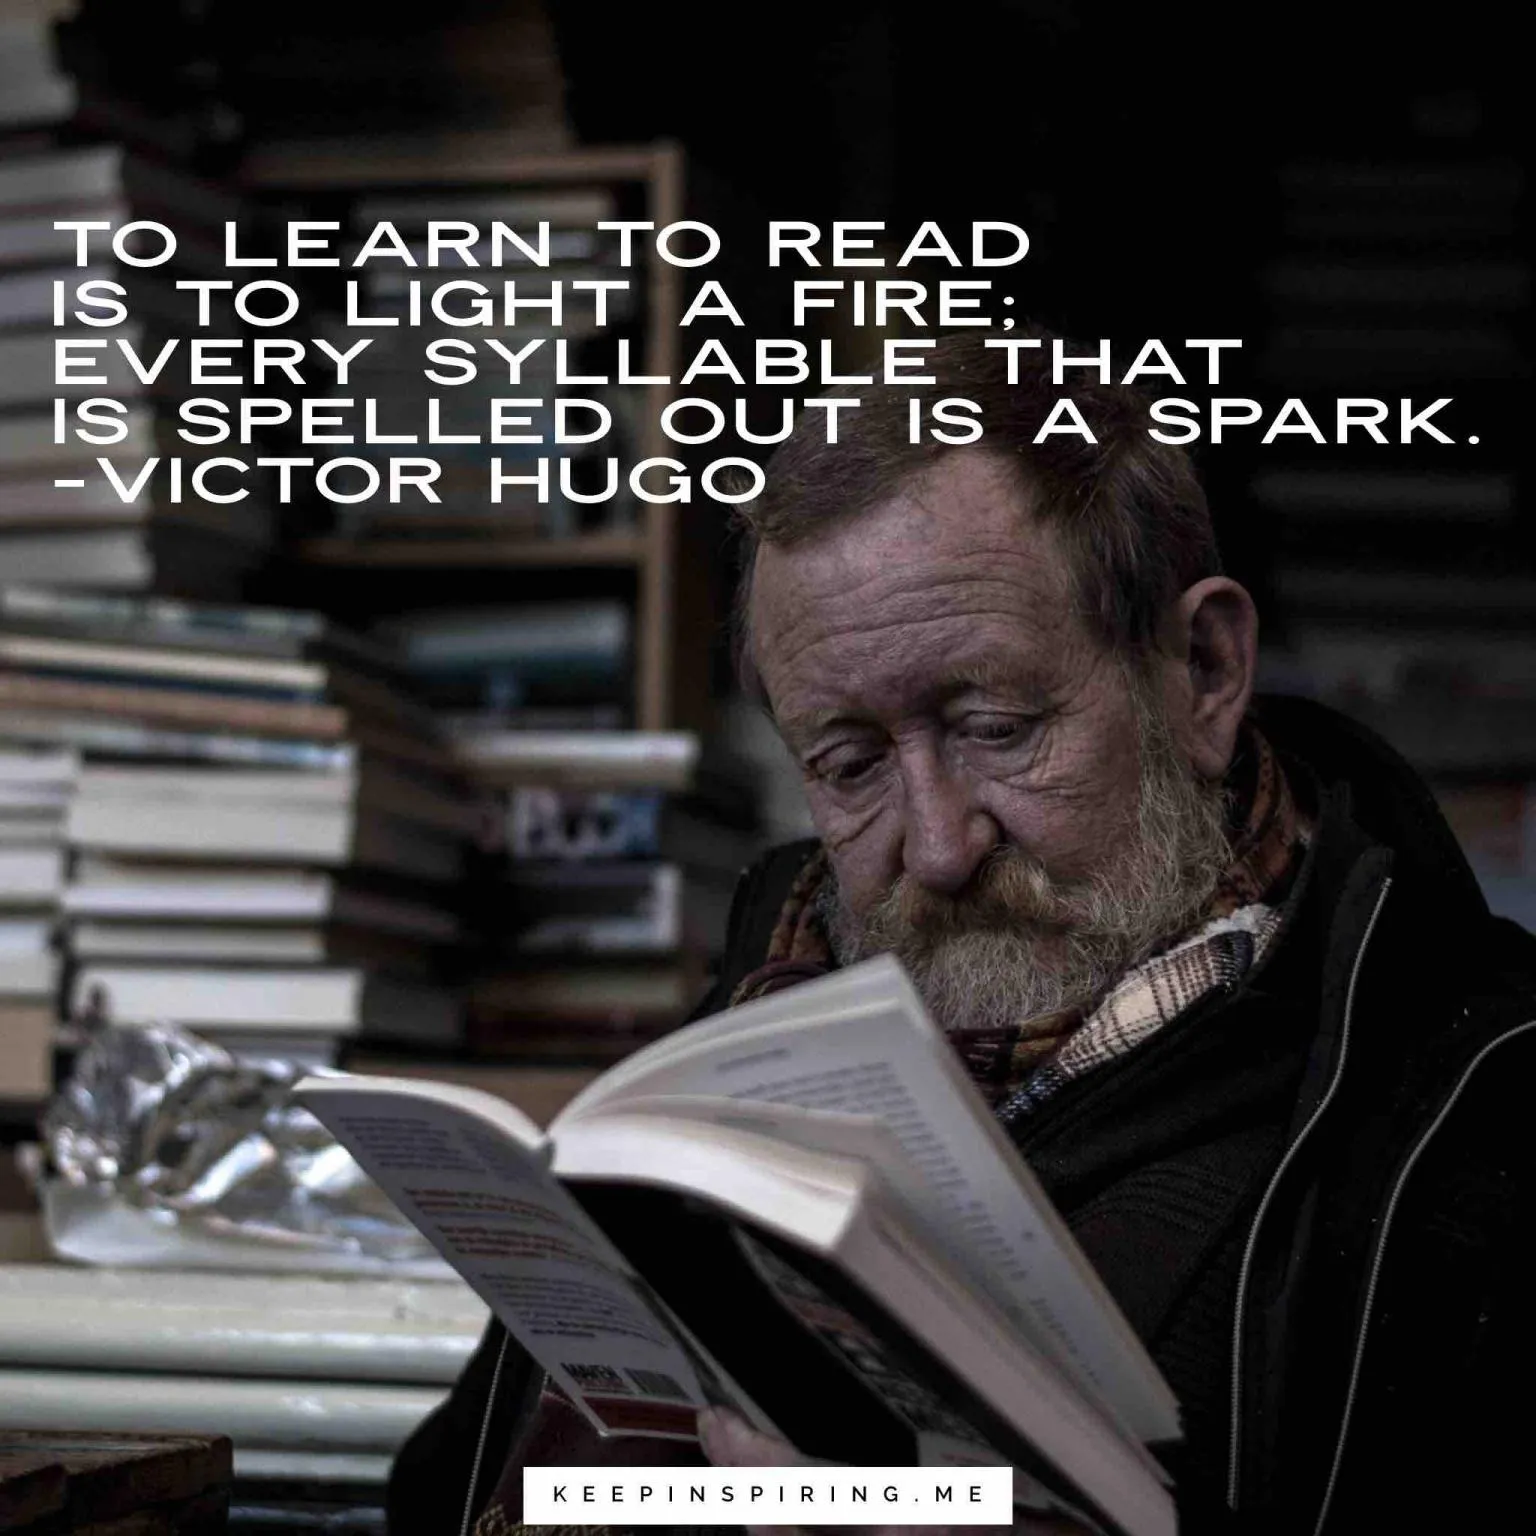 TO LEARN TO READ
IS TO LIGHT A FIRE;
EVERY SYLLABLE THAT
IS SPELLED OUT IS A SPARK.
-VICTOR HUGO
MAVEN
KEEPINSPIRING.ME